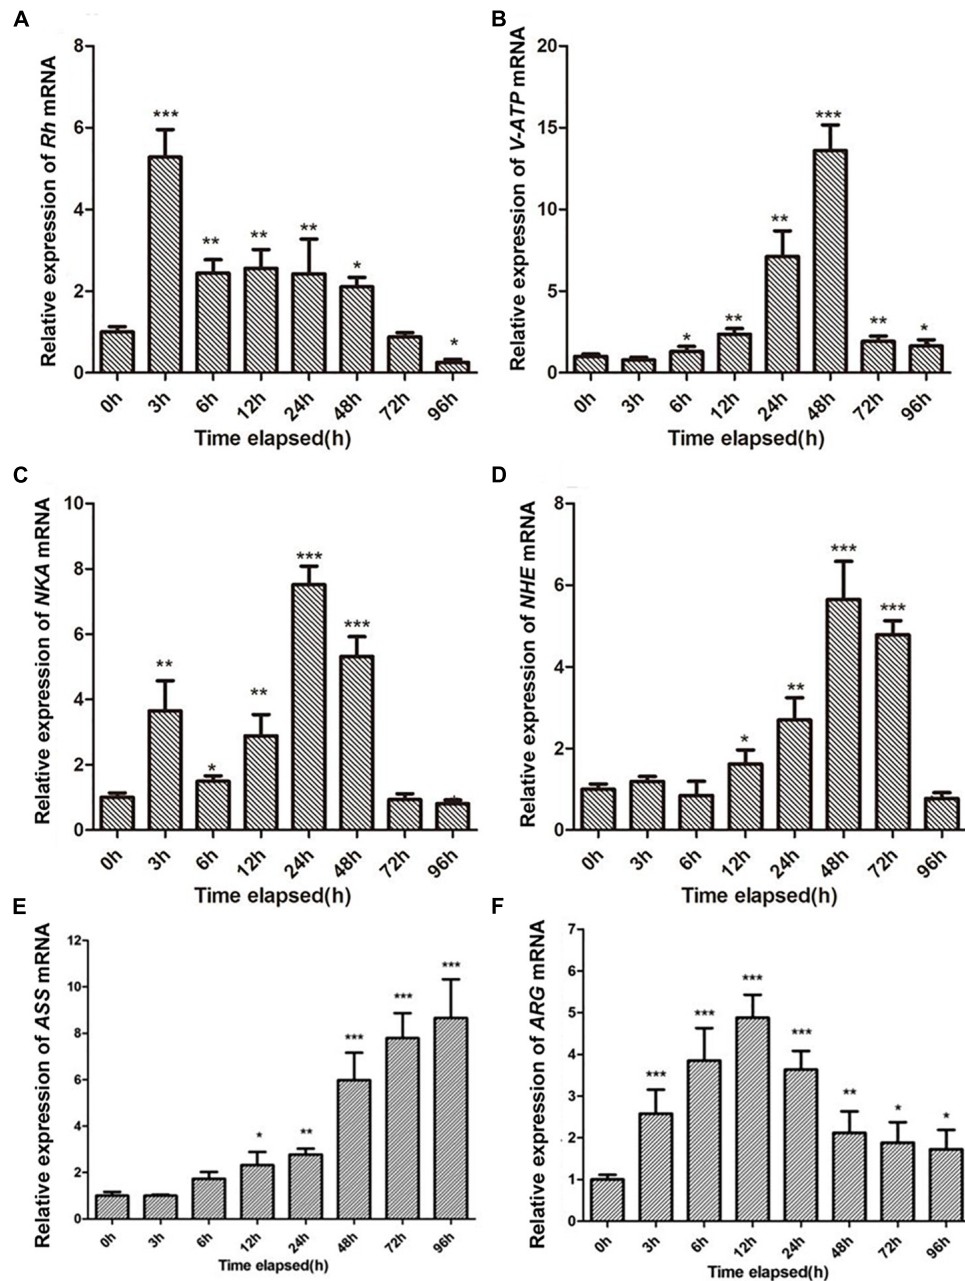 A
Relative expression of Rh mRNA
8
6
4
2
0
***
**
**
**
*
*
0h 3h 6h 12h 24h 48h 72h 96h
Time elapsed(h)
B
Relative expression of V-ATP mRNA
20
15
10
5
0
*
**
**
***
**
*
0h 3h 6h 12h 24h 48h 72h 96h
Time elapsed(h)
C
Relative expression of NKA mRNA
10
8
6
4
2
0
**
*
**
***
***
0h 3h 6h 12h 24h 48h 72h 96h
Time elapsed(h)
D
Relative expression of NHE mRNA
8
6
4
2
0
*
**
***
***
0h 3h 6h 12h 24h 48h 72h 96h
Time elapsed(h)
E
Relative expression of ASS mRNA
12
10
8
6
4
2
0
*
**
***
***
***
0h 3h 6h 12h 24h 48h 72h 96h
Time elapsed(h)
F
Relative expression of ARG mRNA
7
6
5
4
3
2
1
0
***
***
***
***
**
*
*
0h 3h 6h 12h 24h 48h 72h 96h
Time elapsed(h)